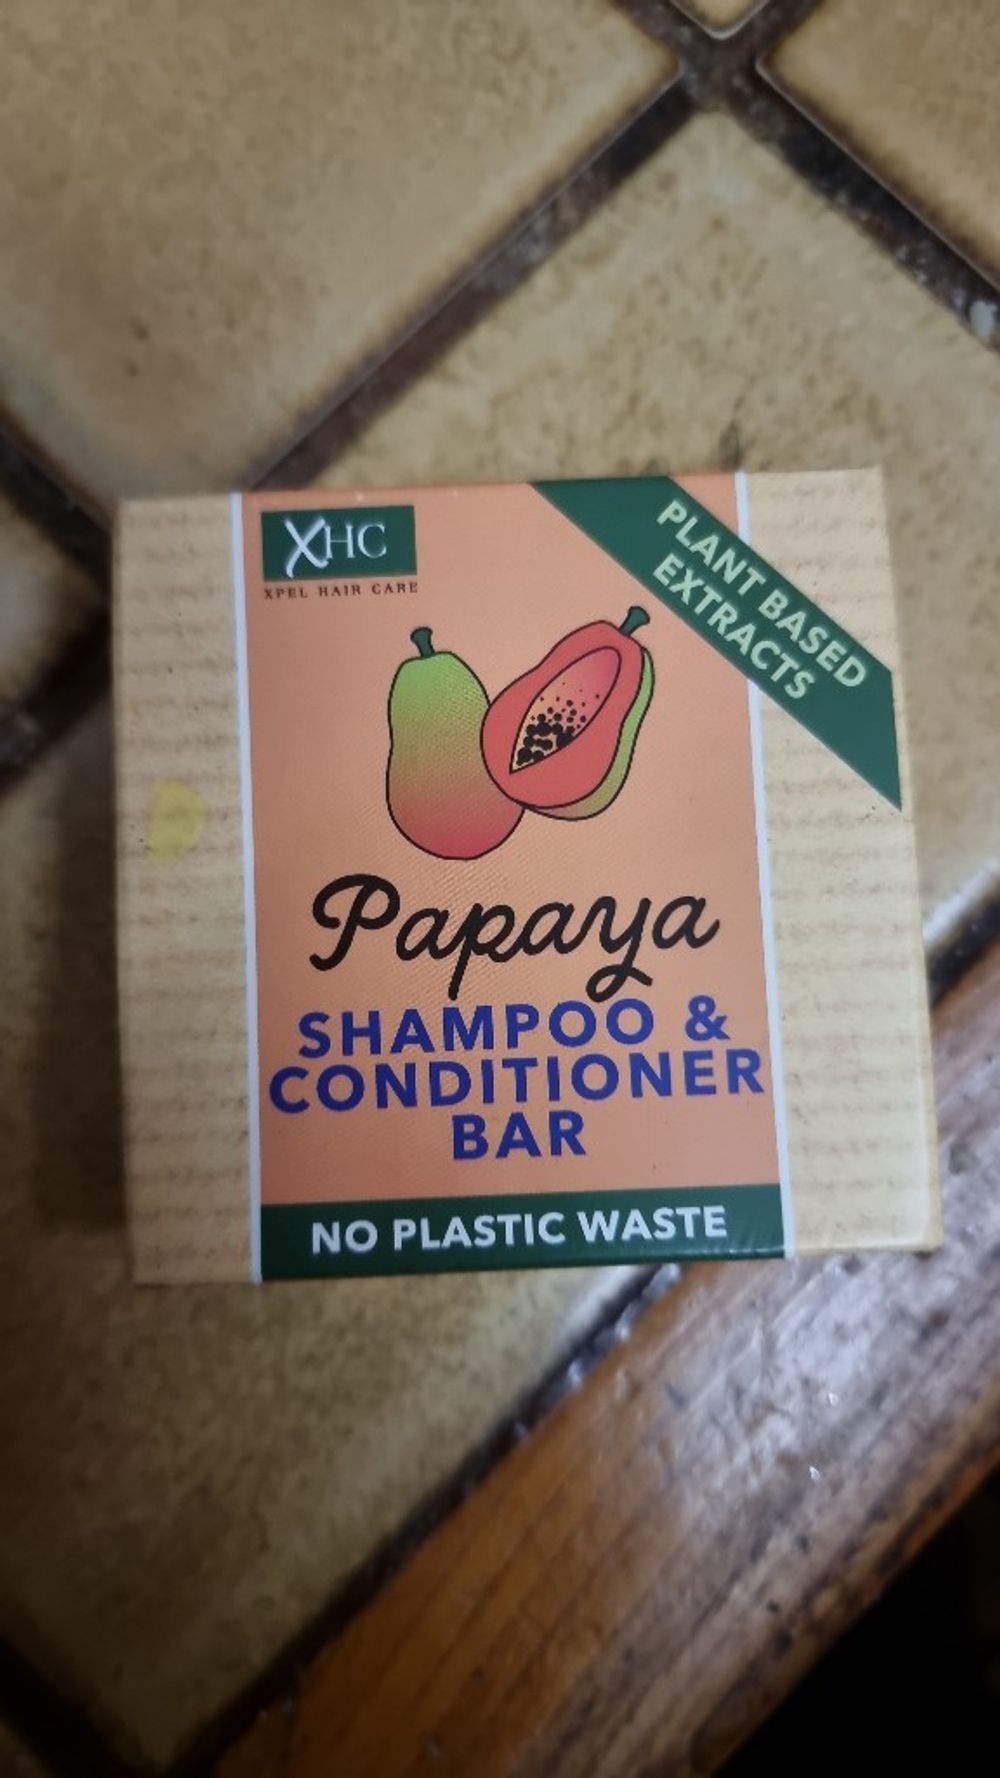 XHC
XPEL HAIR CARE
PLANT BASED
EXTRACTS
Papaya
SHAMPOO &
CONDITIONER
BAR
NO PLASTIC WASTE